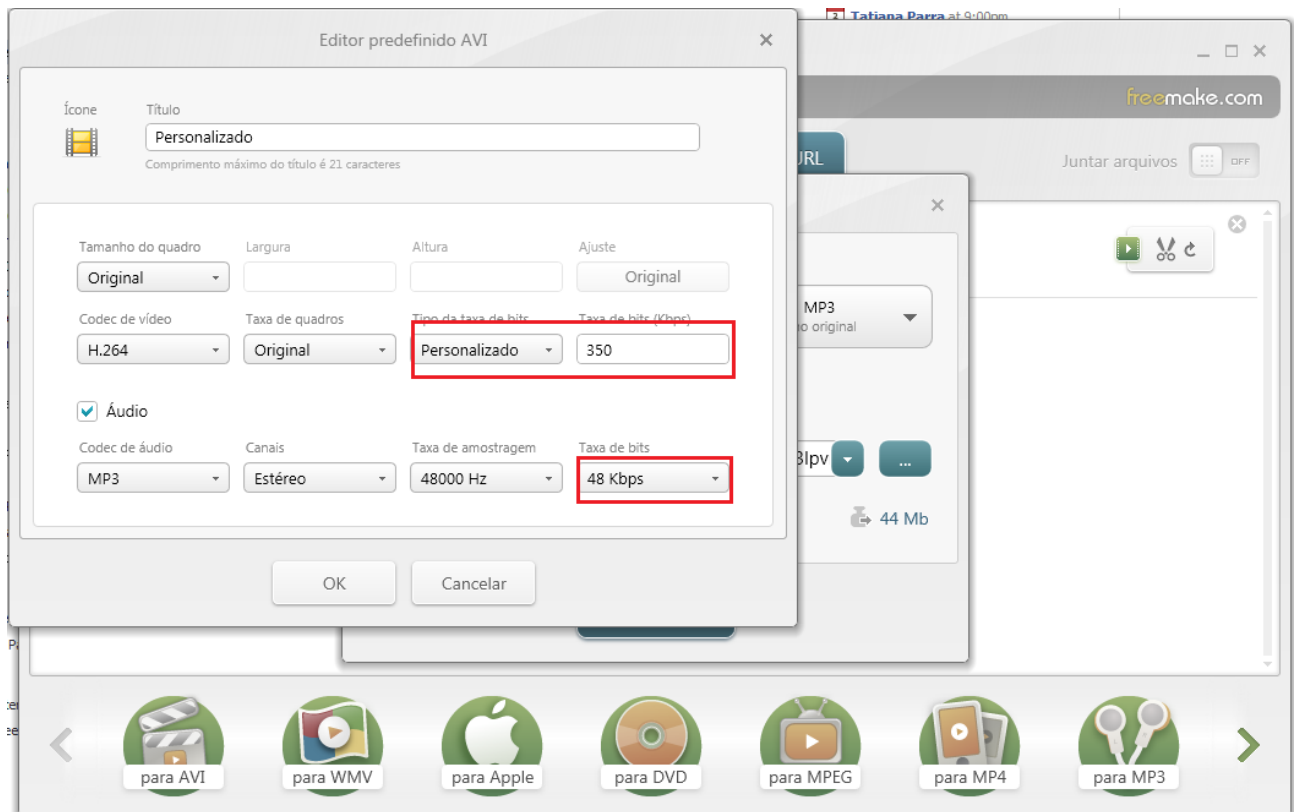 2 Tatiana Parra at 9:00pm
Editor predefinido AVI
freemake.com
Ícone
Título
Personalizado
Comprimento máximo do título é 21 caracteres
URL
Juntar arquivos
OFF
Tamanho do quadro
Largura
Altura
Ajuste
Original
Original
Codec de vídeo
Taxa de quadros
Tipo da taxa de bits
Taxa de bits (Kbps)
H.264
Original
Personalizado
350
MP3
original
Áudio
Codec de áudio
Canais
Taxa de amostragem
Taxa de bits
MP3
Estéreo
48000 Hz
48 Kbps
...
44 Mb
OK
Cancelar
para AVI
para WMV
para Apple
para DVD
para MPEG
para MP4
para MP3